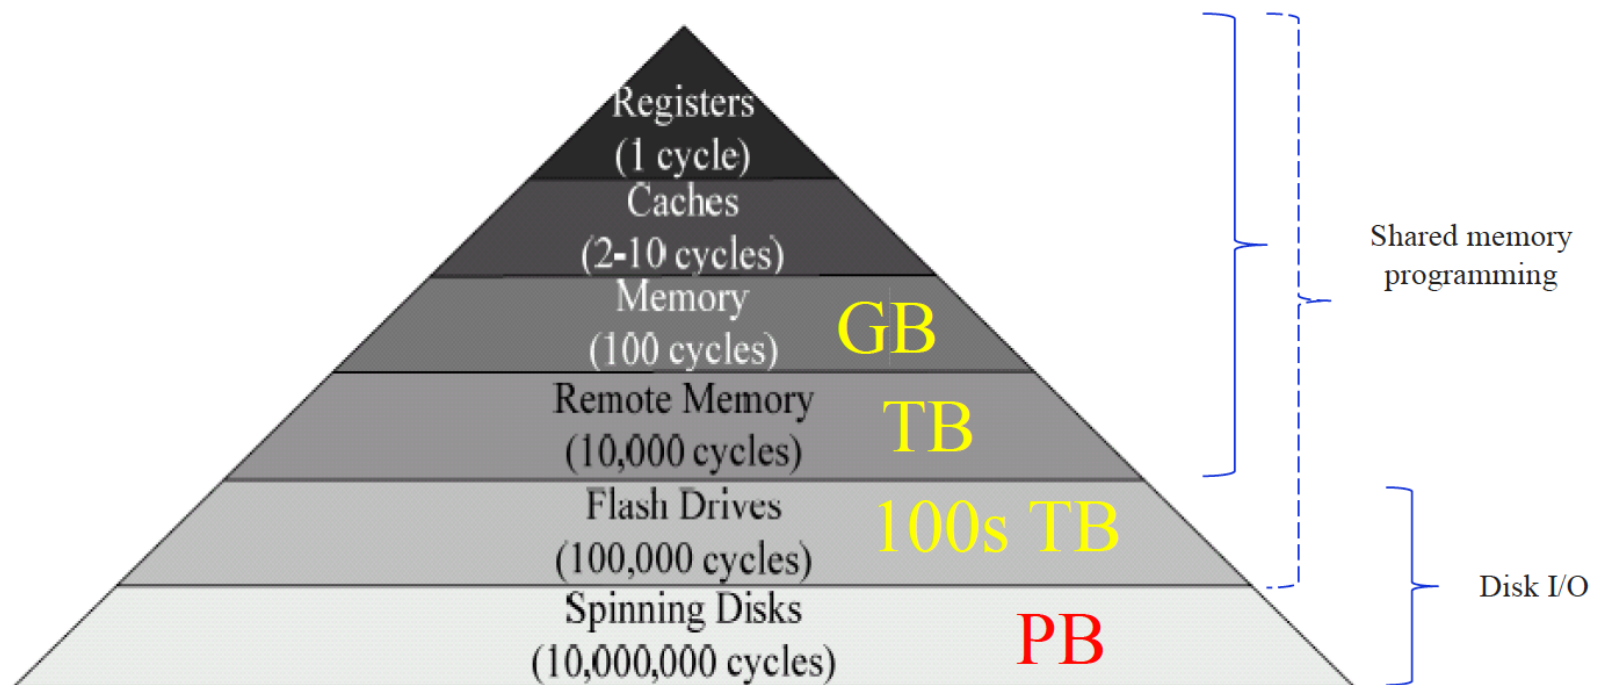 Registers
(1 cycle)
Caches
(2-10 cycles)
Memory
(100 cycles)
GB
Remote Memory
(10,000 cycles)
TB
Flash Drives
(100,000 cycles)
100s TB
Spinning Disks
(10,000,000 cycles)
PB
Shared memory
programming
Disk I/O